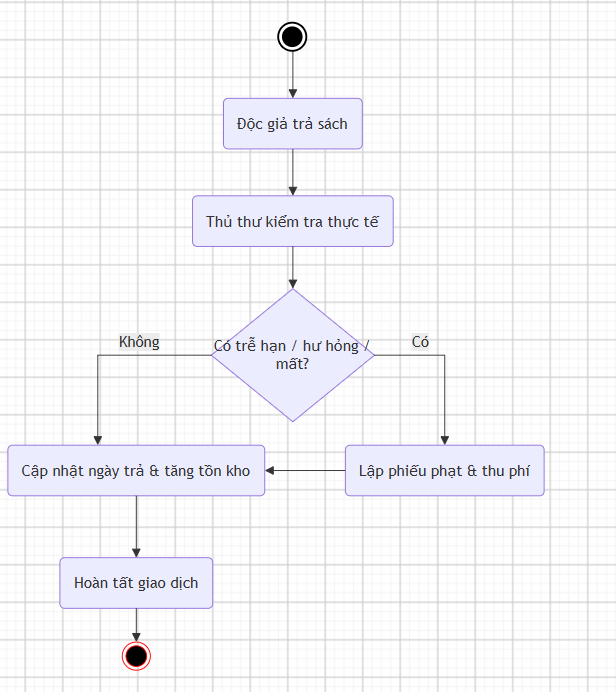 Độc giả trả sách
Thủ thư kiểm tra thực tế
Có trễ hạn / hư hỏng /
mất?
Không
Có
Cập nhật ngày trả & tăng tồn kho
Lập phiếu phạt & thu phí
Hoàn tất giao dịch